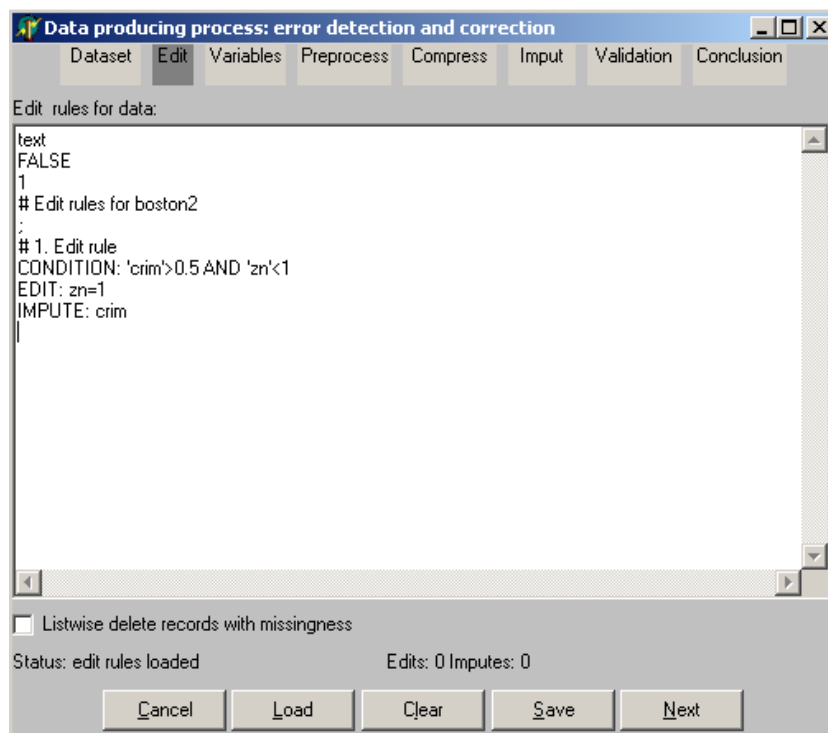 Data producing process: error detection and correction
Dataset Edit Variables Preprocess Compress Imput Validation Conclusion
Edit rules for data:
text
FALSE
1
# Edit rules for boston2
;
# 1. Edit rule
CONDITION: 'crim'>0.5 AND 'zn'<1
EDIT: zn=1
IMPUTE: crim
Listwise delete records with missingness
Status: edit rules loaded Edits: 0 Imputes: 0
Cancel Load Clear Save Next